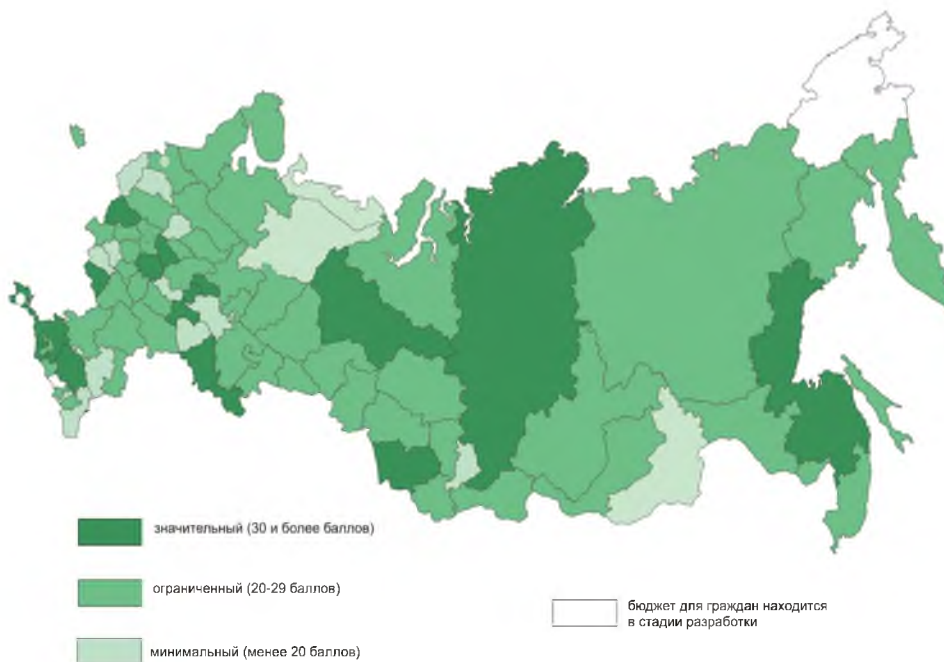 значительный (30 и более баллов)
ограниченный (20-29 баллов)
бюджет для граждан находится
в стадии разработки
минимальный (менее 20 баллов)